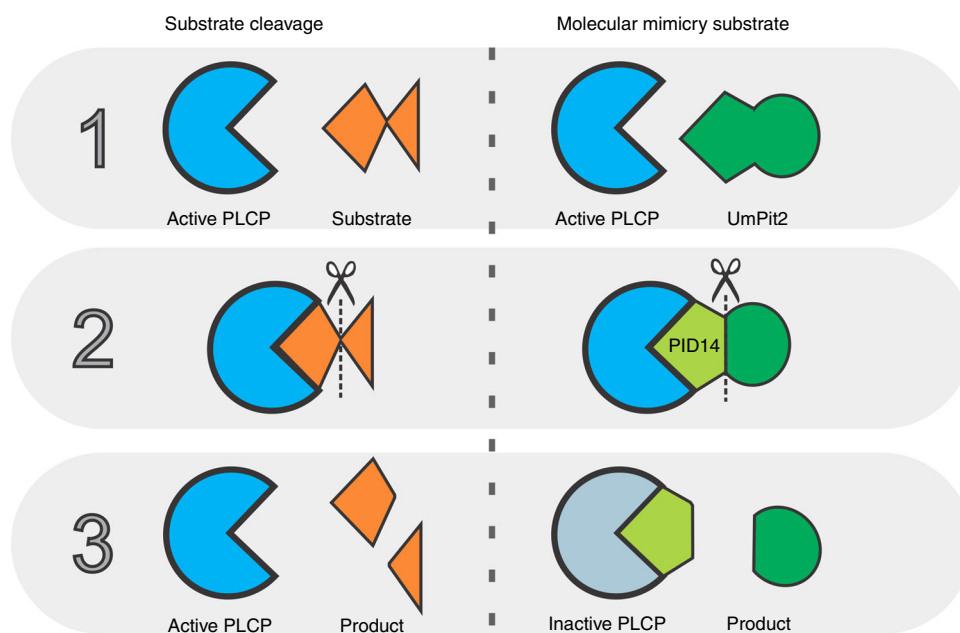 Substrate cleavage
Molecular mimicry substrate
1
Active PLCP
Substrate
Active PLCP
UmPit2
2
PID14
3
Active PLCP
Product
Inactive PLCP
Product